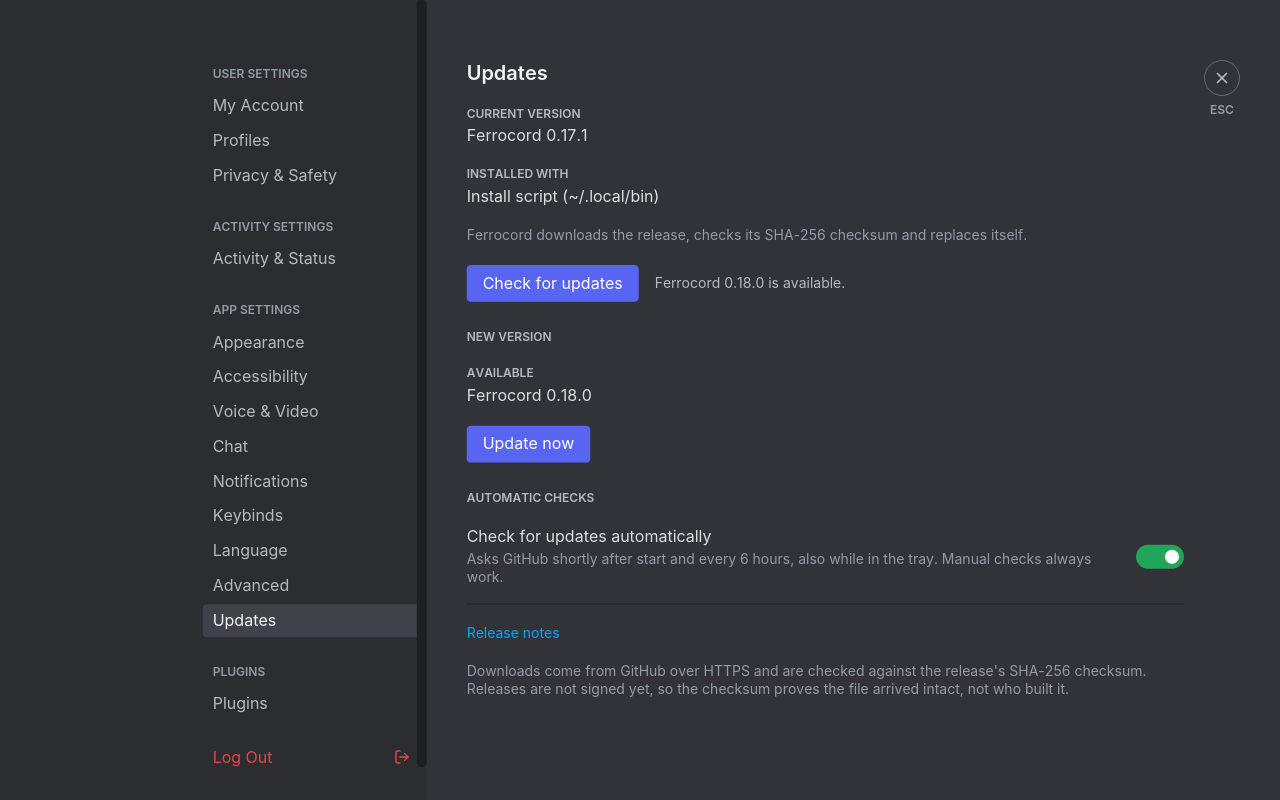 USER SETTINGS
My Account
Profiles
Privacy & Safety
ACTIVITY SETTINGS
Activity & Status
APP SETTINGS
Appearance
Accessibility
Voice & Video
Chat
Notifications
Keybinds
Language
Advanced
Updates
PLUGINS
Plugins
Log Out
Updates
CURRENT VERSION
Ferrocord 0.17.1
INSTALLED WITH
Install script (~/.local/bin)
Ferrocord downloads the release, checks its SHA-256 checksum and replaces itself.
Check for updates
Ferrocord 0.18.0 is available.
NEW VERSION
AVAILABLE
Ferrocord 0.18.0
Update now
AUTOMATIC CHECKS
Check for updates automatically
Asks GitHub shortly after start and every 6 hours, also while in the tray. Manual checks always
work.
Release notes
Downloads come from GitHub over HTTPS and are checked against the release's SHA-256 checksum.
Releases are not signed yet, so the checksum proves the file arrived intact, not who built it.
ESC